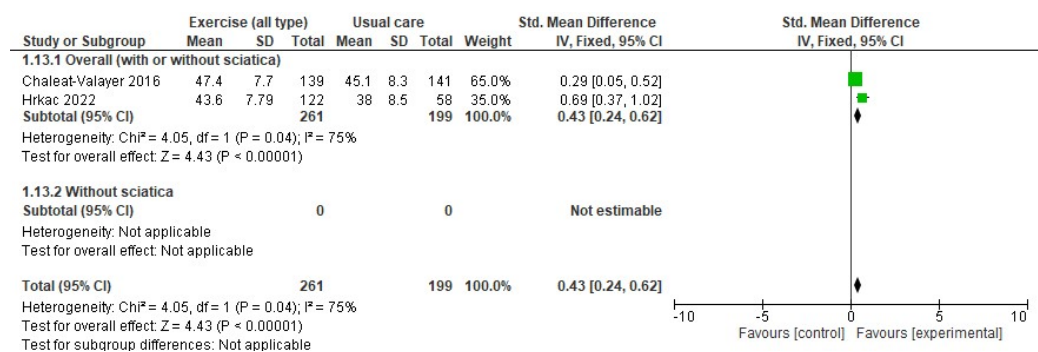 Exercise (all type) Usual care Std. Mean Difference Std. Mean Difference
Study or Subgroup Mean SD Total Mean SD Total Weight IV, Fixed, 95% CI IV, Fixed, 95% CI
1.13.1 Overall (with or without sciatica)
Chaleat-Valayer 2016 47.4 7.7 139 45.1 8.3 141 65.0% 0.29 [0.05, 0.52]
Hrkac 2022 43.6 7.79 122 38 8.5 58 35.0% 0.69 [0.37, 1.02]
Subtotal (95% CI) 261 199 100.0% 0.43 [0.24, 0.62]
Heterogeneity: Chi² = 4.05, df = 1 (P = 0.04); I² = 75%
Test for overall effect: Z = 4.43 (P < 0.00001)
1.13.2 Without sciatica
Subtotal (95% CI) 0 0 Not estimable
Heterogeneity: Not applicable
Test for overall effect: Not applicable
Total (95% CI) 261 199 100.0% 0.43 [0.24, 0.62]
Heterogeneity: Chi² = 4.05, df = 1 (P = 0.04); I² = 75%
Test for overall effect: Z = 4.43 (P < 0.00001)
Test for subgroup differences: Not applicable
-10 -5 0 5 10
Favours [control] Favours [experimental]